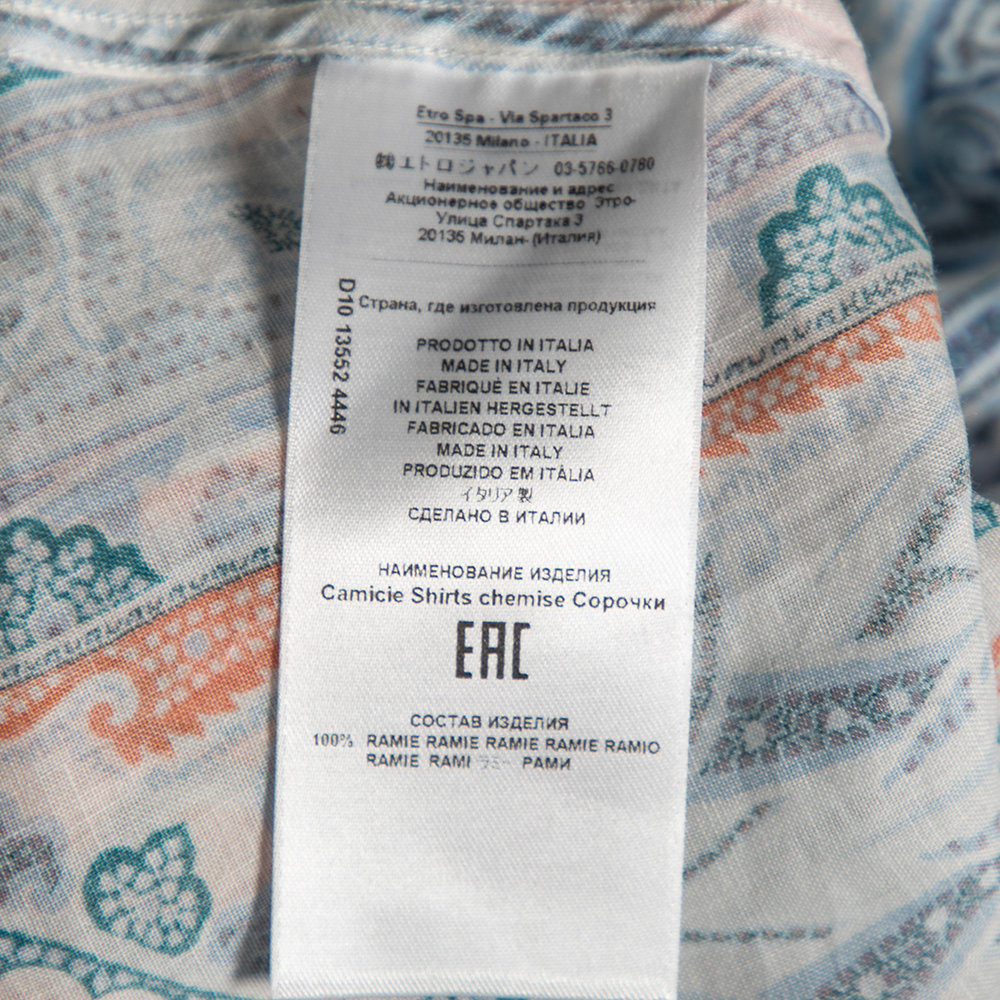 Etro Spa - Via Spartaco 3
20135 Milano - ITALIA
㈱エトロジャパン 03-5766-0780
Наименование и адрес
Акционерное общество Этро-
Улица Спартака 3
20135 Милан- (Италия)
Страна, где изготовлена продукция
D10 13552 4446
PRODOTTO IN ITALIA
MADE IN ITALY
FABRIQUÉ EN ITALIE
IN ITALIEN HERGESTELLT
FABRICADO EN ITALIA
MADE IN ITALY
PRODUZIDO EM ITÁLIA
イタリア製
СДЕЛАНО В ИТАЛИИ
НАИМЕНОВАНИЕ ИЗДЕЛИЯ
Camicie Shirts chemise Сорочки
EAC
СОСТАВ ИЗДЕЛИЯ
100% RAMIE RAMIE RAMIE RAMIE RAMIO
RAMIE RAMI ラミー РАМИ